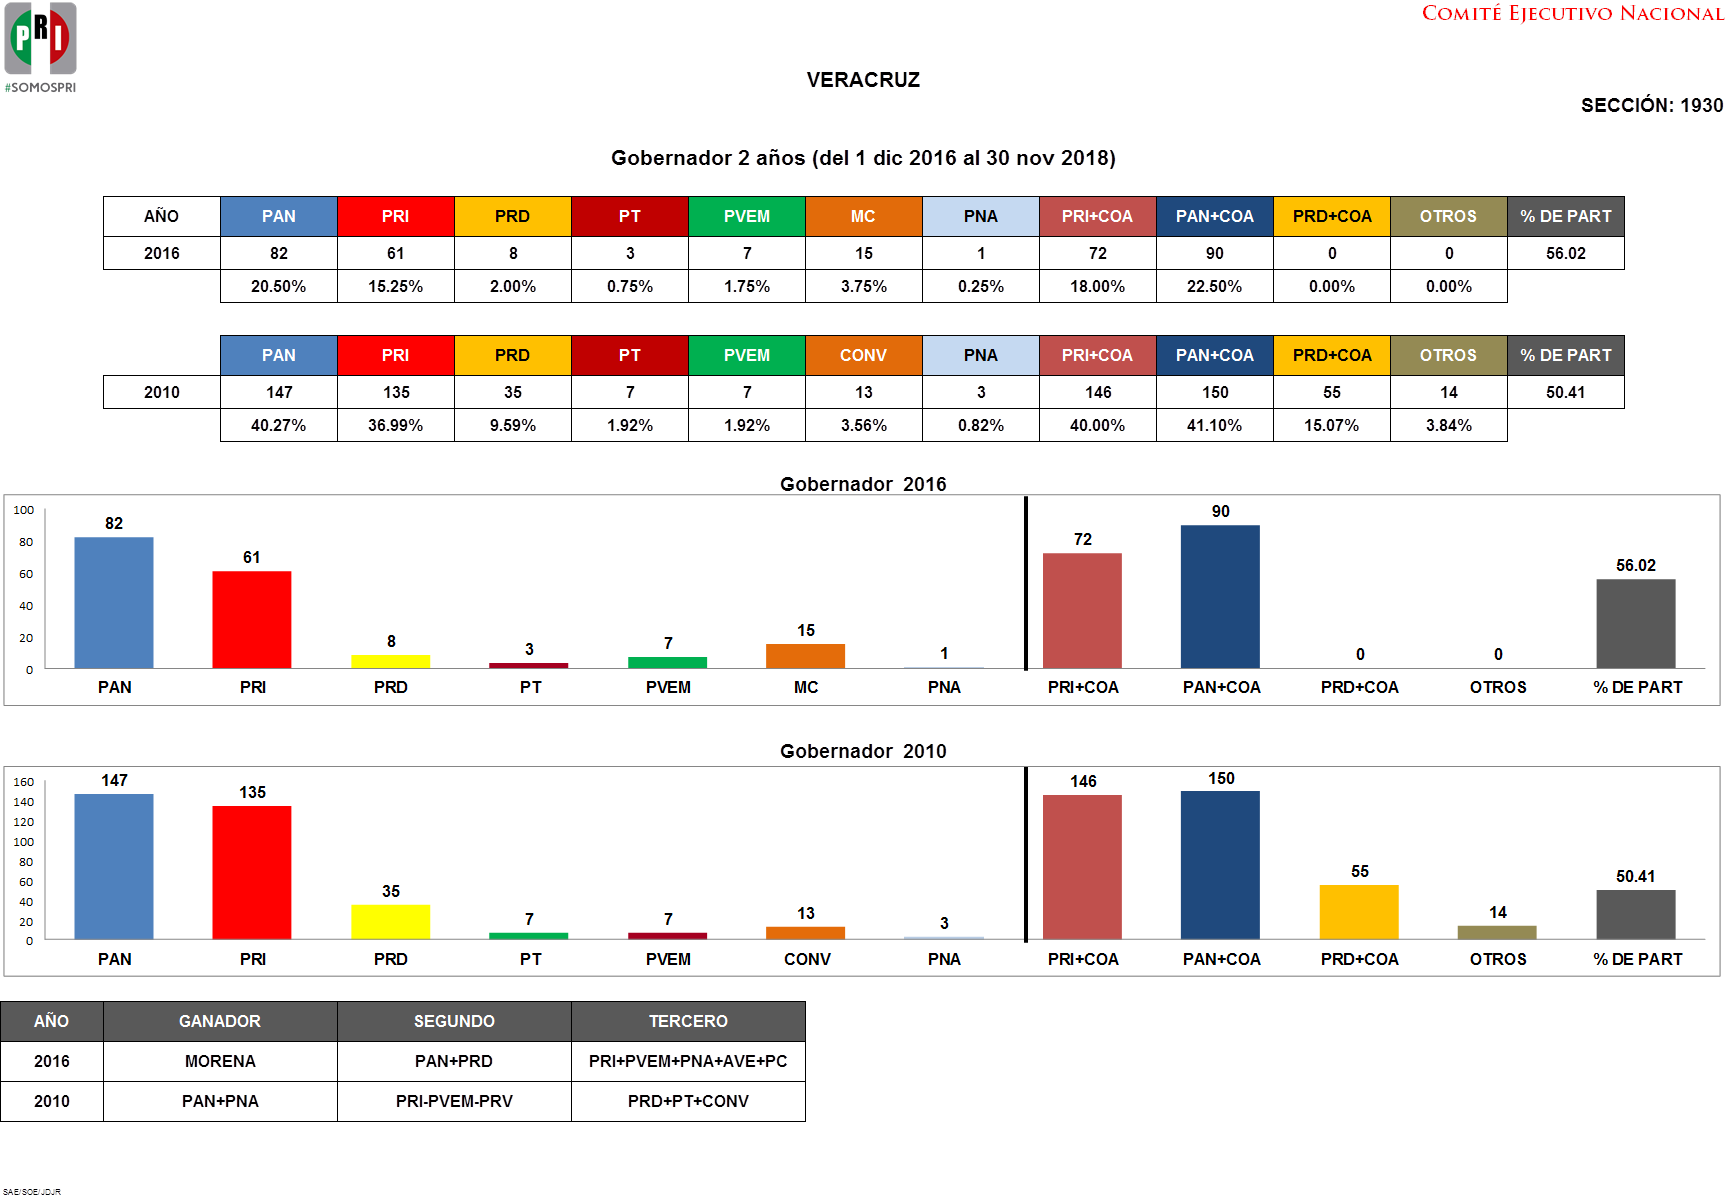 PRI
#SOMOSPRI
COMITÉ EJECUTIVO NACIONAL
VERACRUZ
SECCIÓN: 1930
Gobernador 2 años (del 1 dic 2016 al 30 nov 2018)
AÑO PAN PRI PRD PT PVEM MC PNA PRI+COA PAN+COA PRD+COA OTROS % DE PART
2016 82 61 8 3 7 15 1 72 90 0 0 56.02
20.50% 15.25% 2.00% 0.75% 1.75% 3.75% 0.25% 18.00% 22.50% 0.00% 0.00%
PAN PRI PRD PT PVEM CONV PNA PRI+COA PAN+COA PRD+COA OTROS % DE PART
2010 147 135 35 7 7 13 3 146 150 55 14 50.41
40.27% 36.99% 9.59% 1.92% 1.92% 3.56% 0.82% 40.00% 41.10% 15.07% 3.84%
Gobernador 2016
100
80
60
40
20
0
82 61 8 3 7 15 1 72 90 0 0 56.02
PAN PRI PRD PT PVEM MC PNA PRI+COA PAN+COA PRD+COA OTROS % DE PART
Gobernador 2010
160
140
120
100
80
60
40
20
0
147 135 35 7 7 13 3 146 150 55 14 50.41
PAN PRI PRD PT PVEM CONV PNA PRI+COA PAN+COA PRD+COA OTROS % DE PART
AÑO GANADOR SEGUNDO TERCERO
2016 MORENA PAN+PRD PRI+PVEM+PNA+AVE+PC
2010 PAN+PNA PRI-PVEM-PRV PRD+PT+CONV
SAE/SOE/JDJR